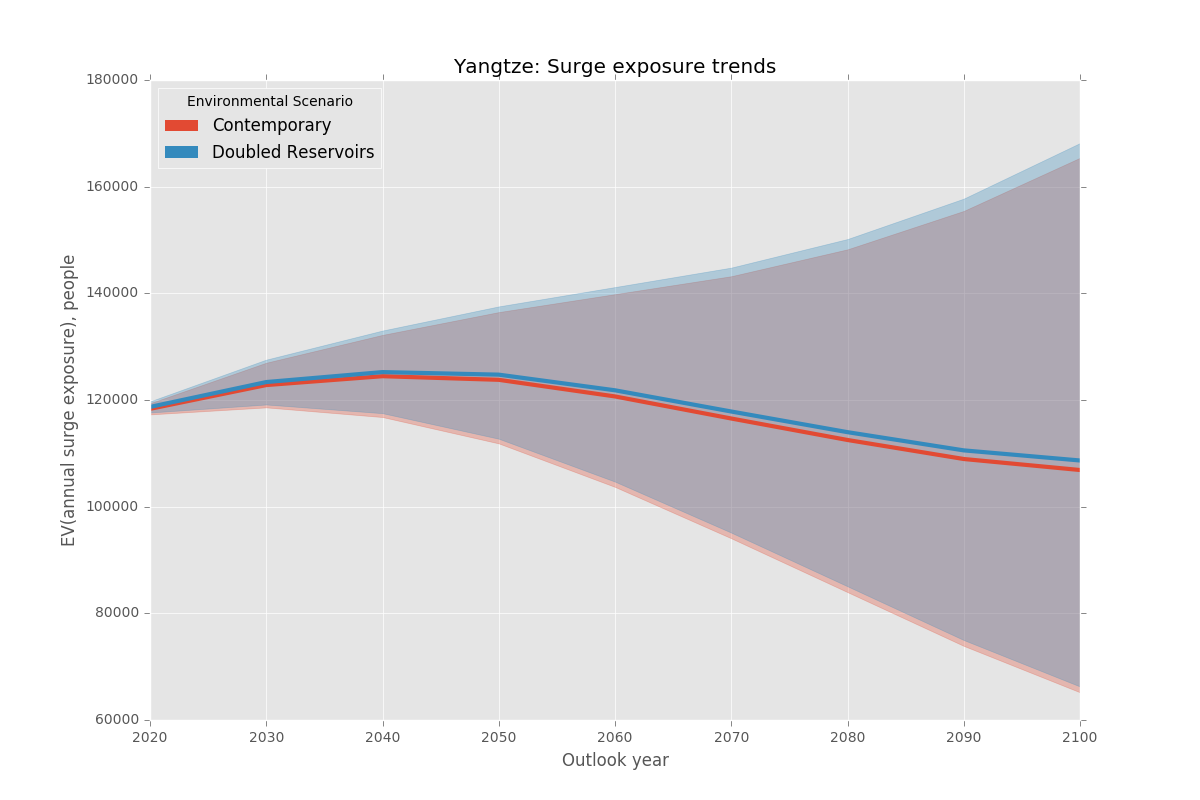 Yangtze: Surge exposure trends
Environmental Scenario
Contemporary
Doubled Reservoirs
EV(annual surge exposure), people
180000
160000
140000
120000
100000
80000
60000
2020 2030 2040 2050 2060 2070 2080 2090 2100
Outlook year